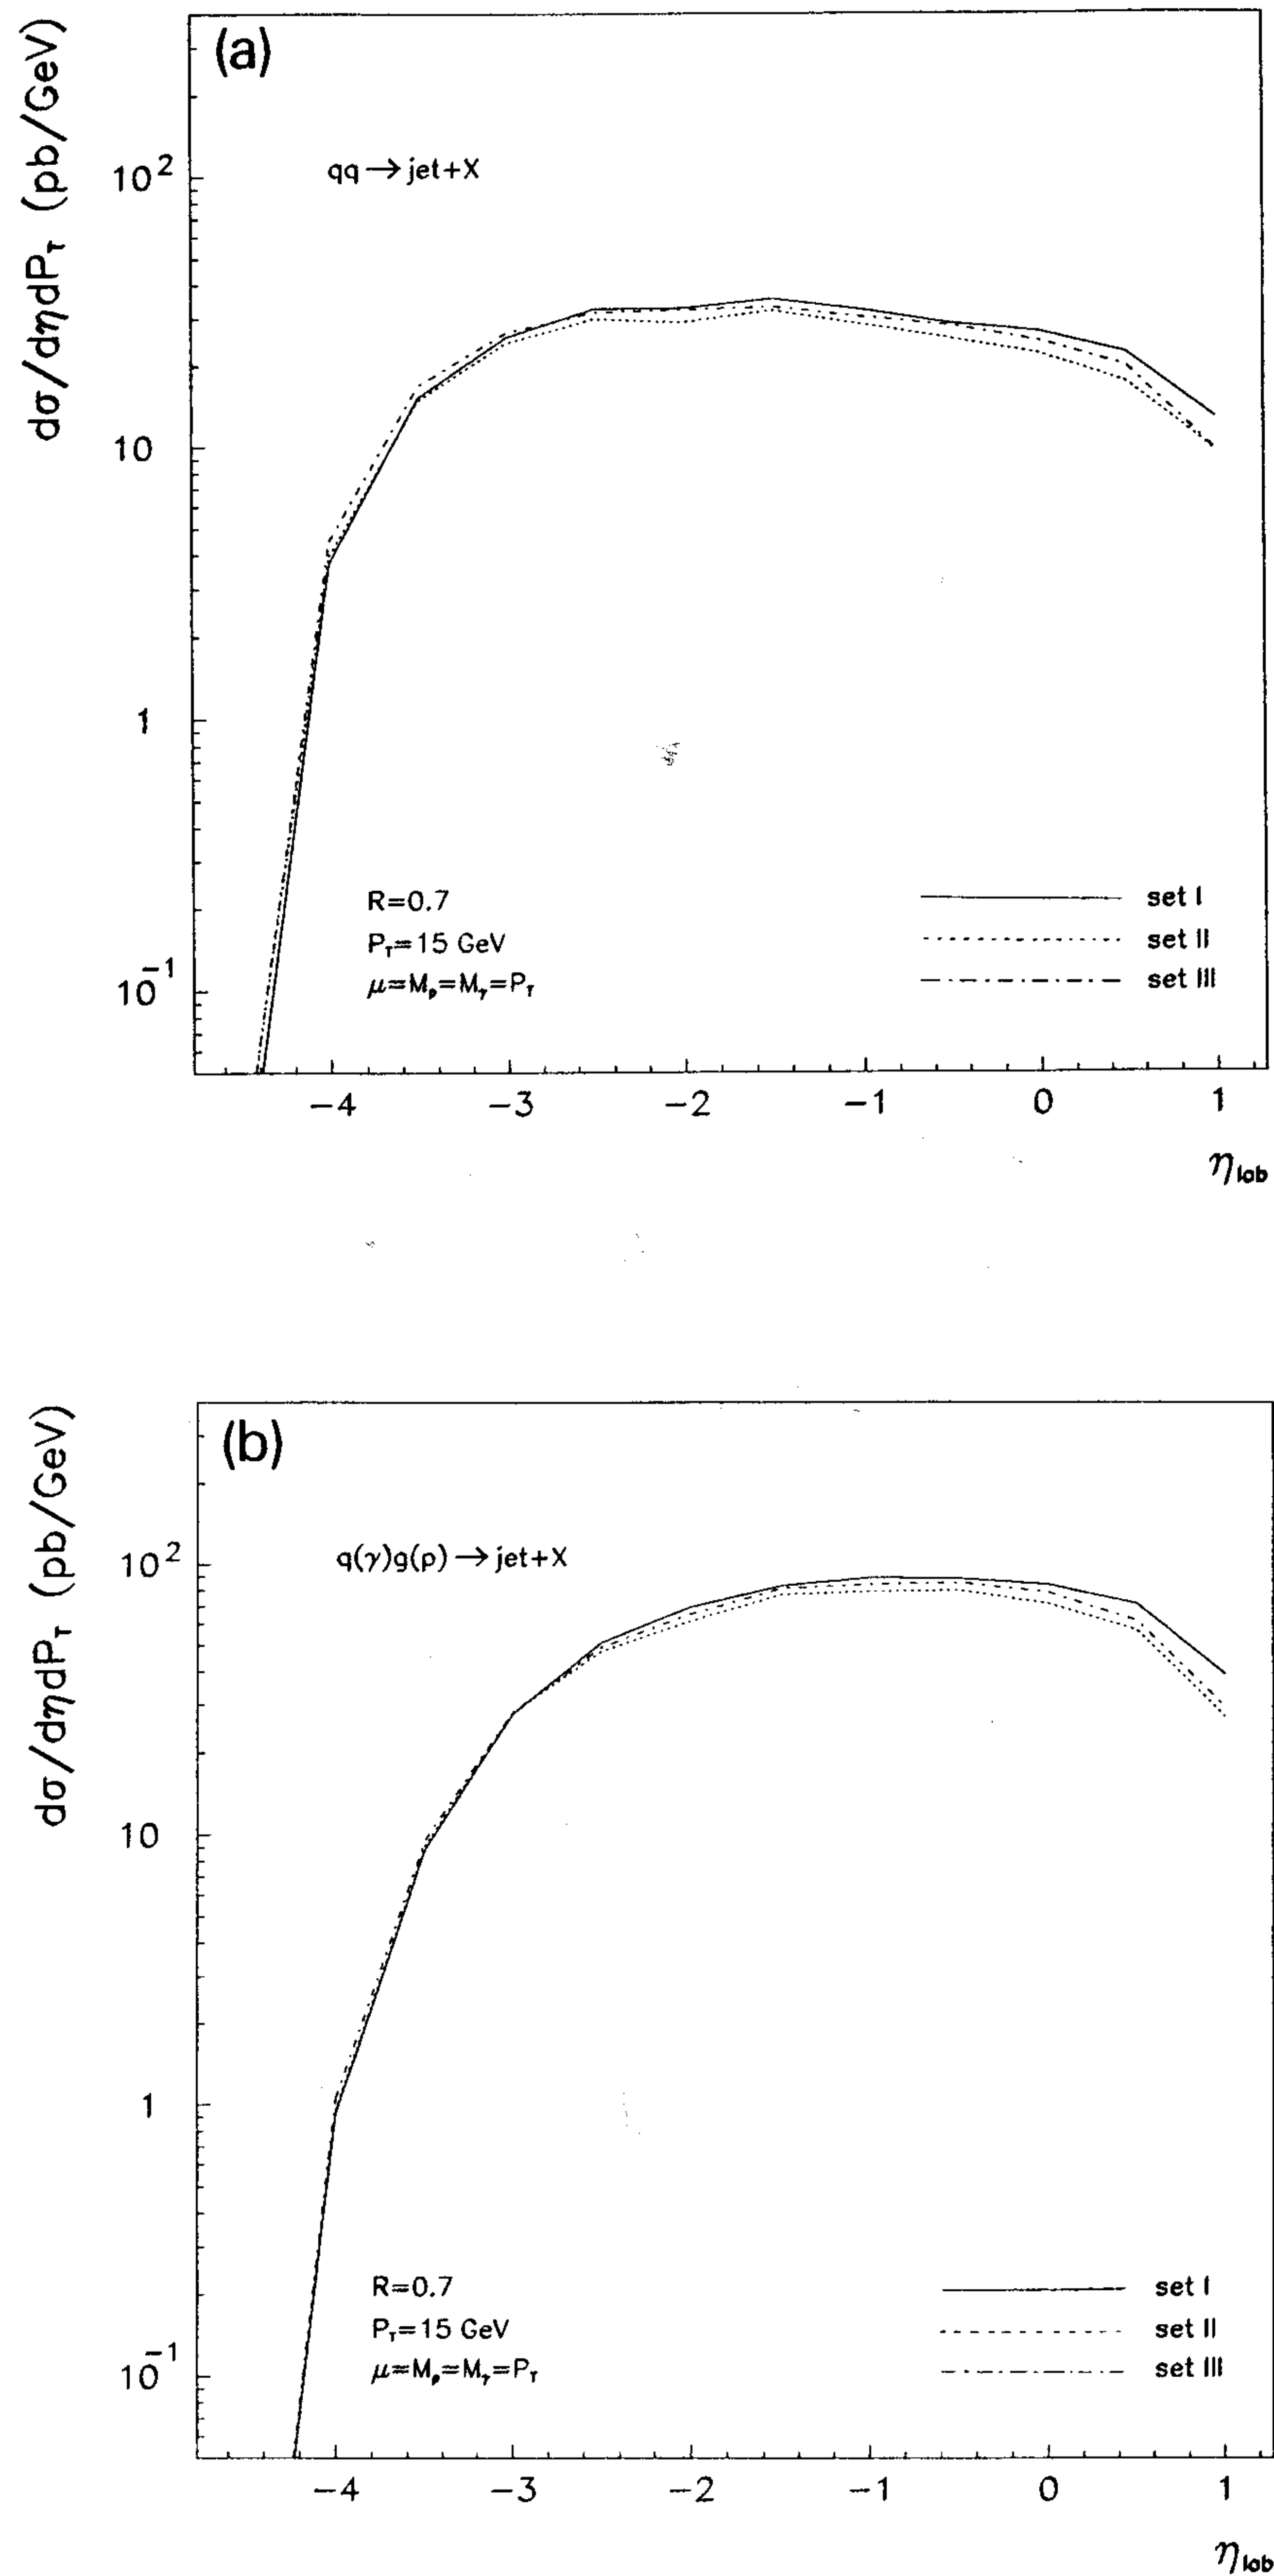 (a)
dσ/dηdP_T (pb/GeV)
qq → jet+X
10^2
10
1
10^-1
R=0.7
P_T=15 GeV
μ=M_p=M_γ=P_T
set I
set II
set III
−4 −3 −2 −1 0 1
η_lab
(b)
dσ/dηdP_T (pb/GeV)
q(γ)g(p) → jet+X
10^2
10
1
10^-1
R=0.7
P_T=15 GeV
μ=M_p=M_γ=P_T
set I
set II
set III
−4 −3 −2 −1 0 1
η_lab